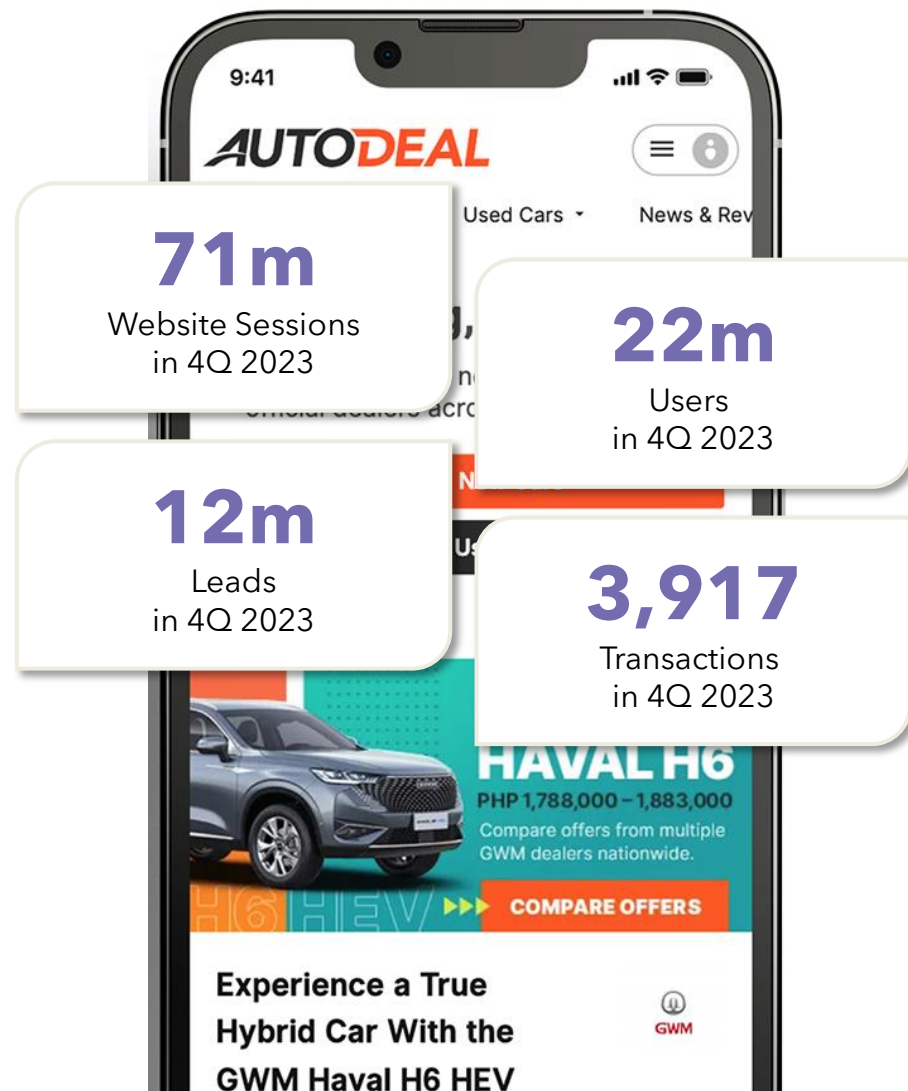 9:41
AUTODEAL
Used Cars
News & Rev
71m
Website Sessions
in 4Q 2023
22m
Users
in 4Q 2023
12m
Leads
in 4Q 2023
3,917
Transactions
in 4Q 2023
HAVAL H6
PHP 1,788,000 – 1,883,000
Compare offers from multiple
GWM dealers nationwide.
H6 HEV
COMPARE OFFERS
Experience a True
Hybrid Car With the
GWM Haval H6 HEV
GWM